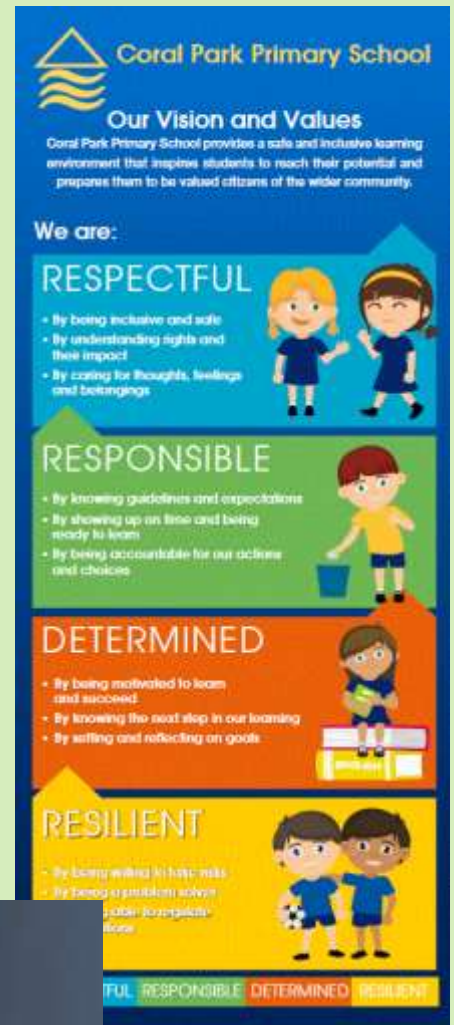 Coral Park Primary School
Our Vision and Values
Coral Park Primary School provides a safe and inclusive learning
environment that inspires students to reach their potential and
prepares them to be valued citizens of the wider community.
We are:
RESPECTFUL
• By being inclusive and safe
• By understanding rights and
their impact
• By caring for thoughts, feelings
and belongings
RESPONSIBLE
• By knowing guidelines and expectations
• By showing up on time and being
ready to learn
• By being accountable for our actions
and choices
DETERMINED
• By being motivated to learn
and succeed
• By knowing the next step in our learning
• By setting and reflecting on goals
RESILIENT
• By being willing to take risks
• By being a problem solver
able to regulate
TFUL RESPONSIBLE DETERMINED RESILIENT